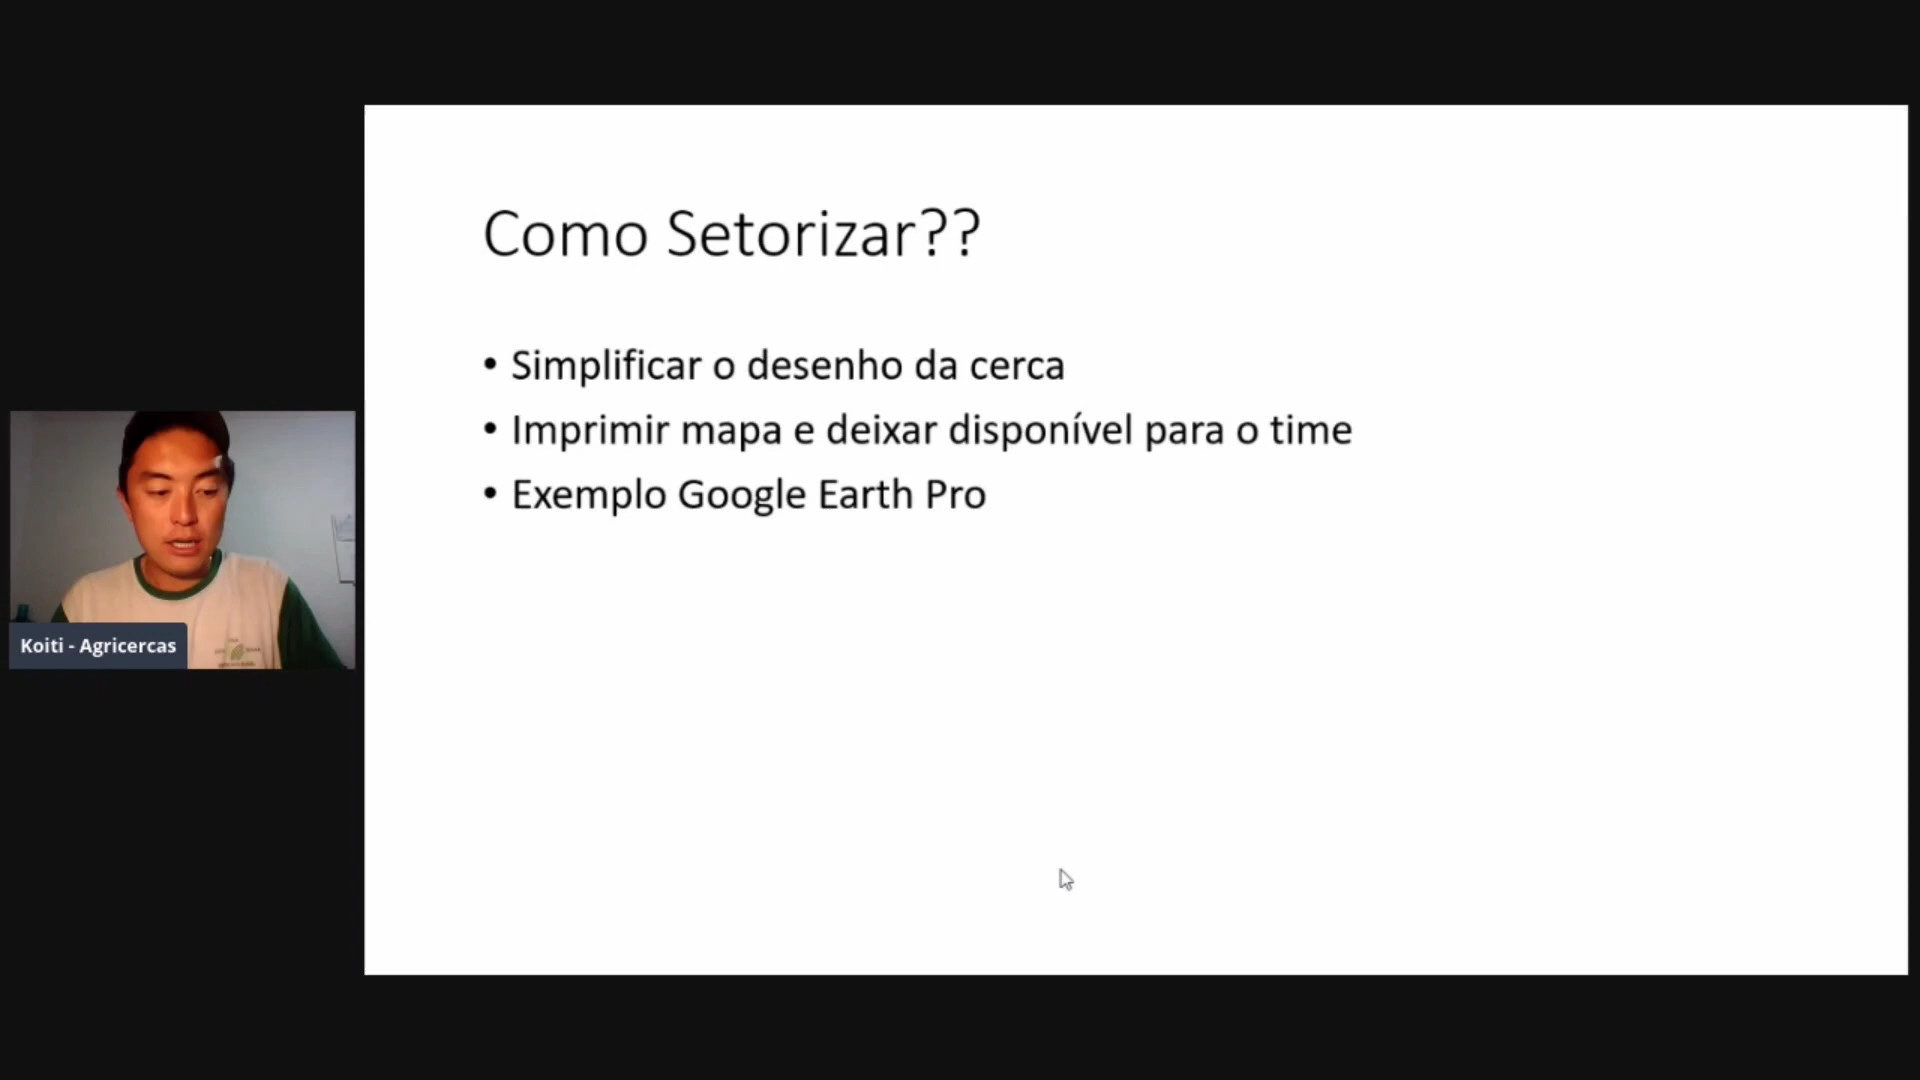 Como Setorizar??
• Simplificar o desenho da cerca
• Imprimir mapa e deixar disponível para o time
• Exemplo Google Earth Pro
Koiti - Agricercas